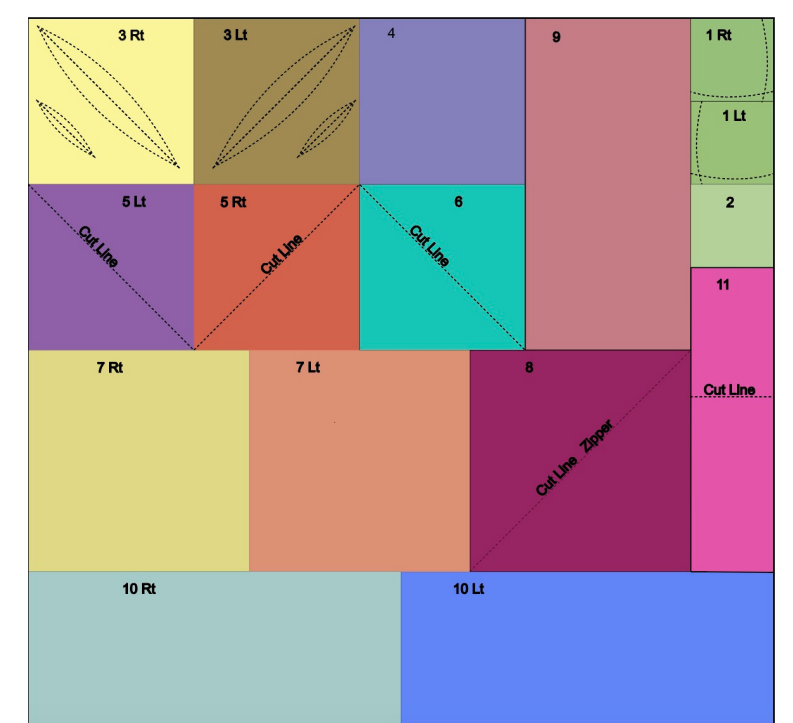 3 Rt
3 Lt
4
9
1 Rt
1 Lt
5 Lt
5 Rt
6
2
Cut Line
Cut Line
Cut Line
11
7 Rt
7 Lt
8
Cut Line
Cut Line Zipper
10 Rt
10 Lt